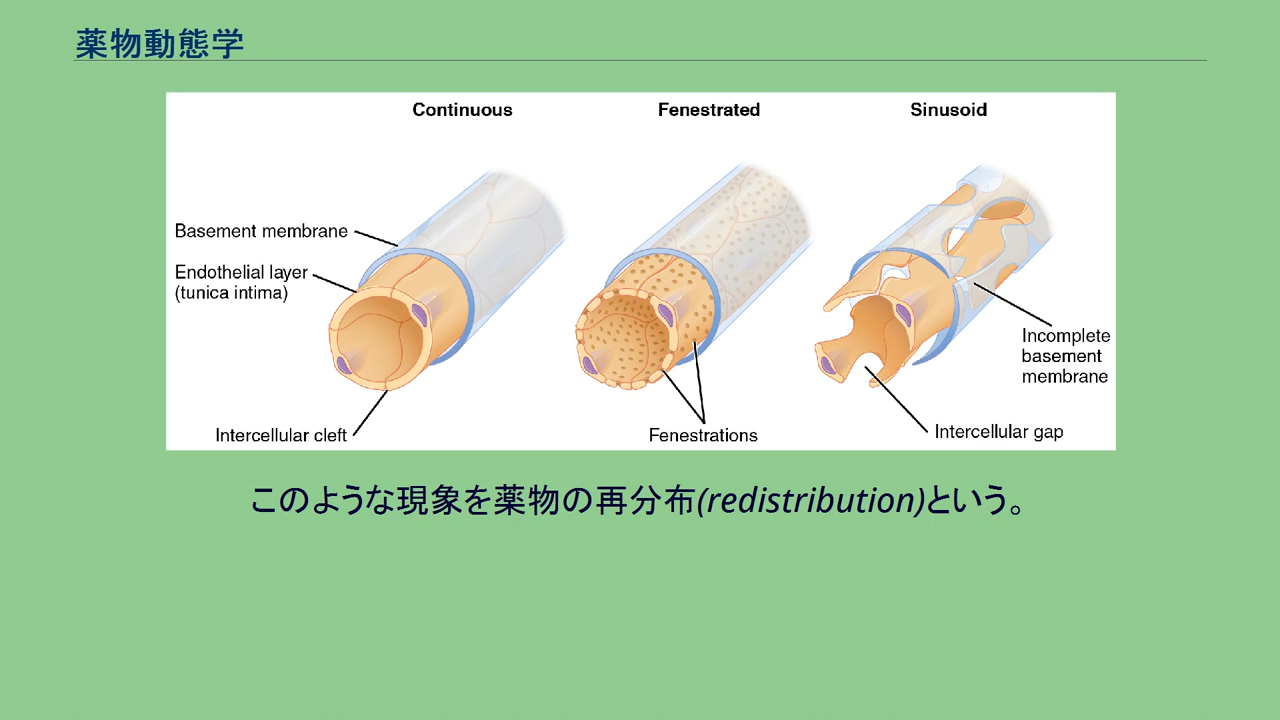 薬物動態学
Continuous
Fenestrated
Sinusoid
Basement membrane
Endothelial layer
(tunica intima)
Incomplete
basement
membrane
Intercellular cleft
Fenestrations
Intercellular gap
このような現象を薬物の再分布(redistribution)という。